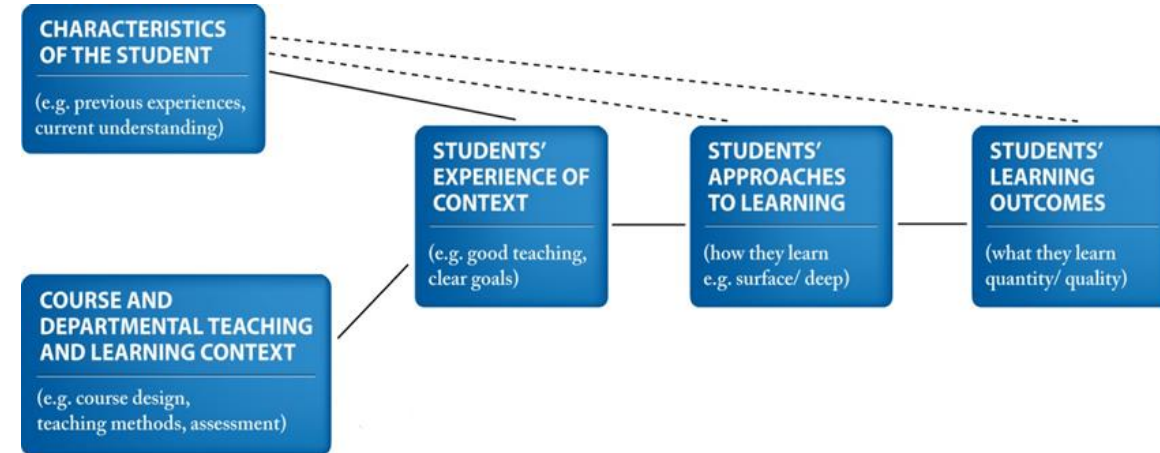 CHARACTERISTICS
OF THE STUDENT
(e.g. previous experiences,
current understanding)
STUDENTS'
EXPERIENCE OF
CONTEXT
(e.g. good teaching,
clear goals)
STUDENTS'
APPROACHES
TO LEARNING
(how they learn
e.g. surface/ deep)
STUDENTS'
LEARNING
OUTCOMES
(what they learn
quantity/ quality)
COURSE AND
DEPARTMENTAL TEACHING
AND LEARNING CONTEXT
(e.g. course design,
teaching methods, assessment)